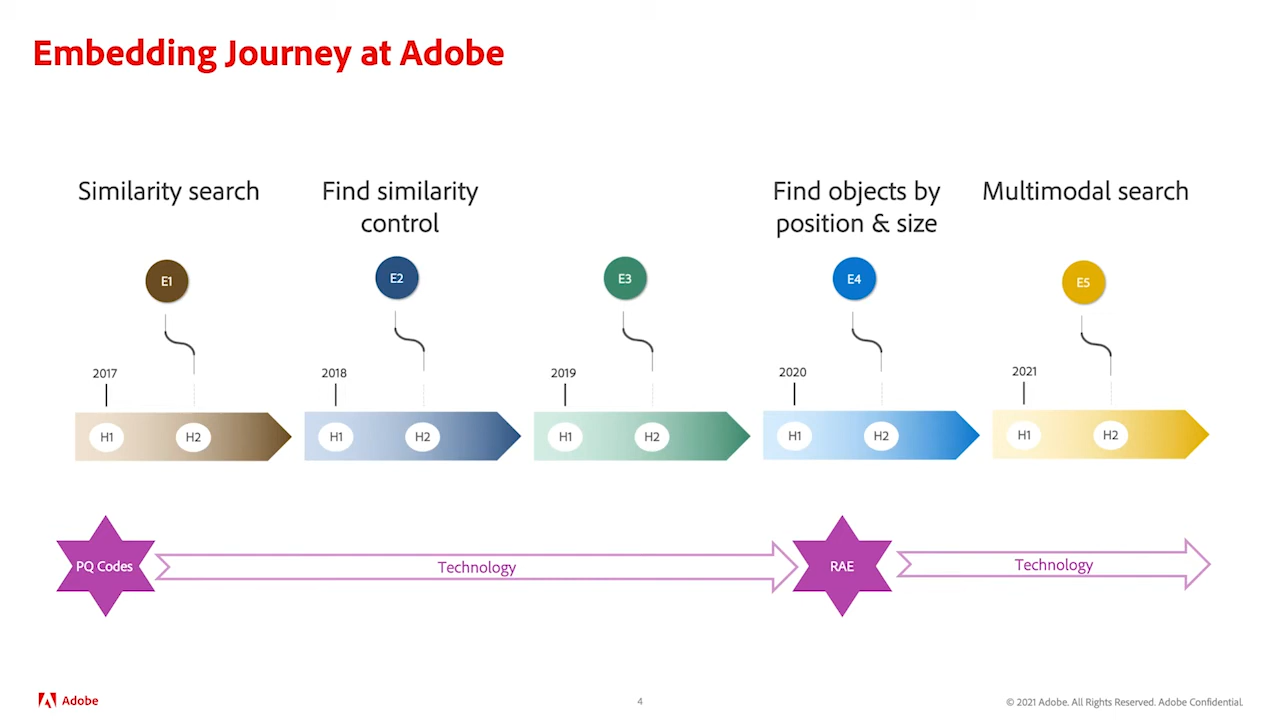 Embedding Journey at Adobe
Similarity search
Find similarity
control
Find objects by
position & size
Multimodal search
E1
E2
E3
E4
E5
2017
2018
2019
2020
2021
H1
H2
H1
H2
H1
H2
H1
H2
H1
H2
PQ Codes
Technology
RAE
Technology
Adobe
4
© 2021 Adobe. All Rights Reserved. Adobe Confidential.